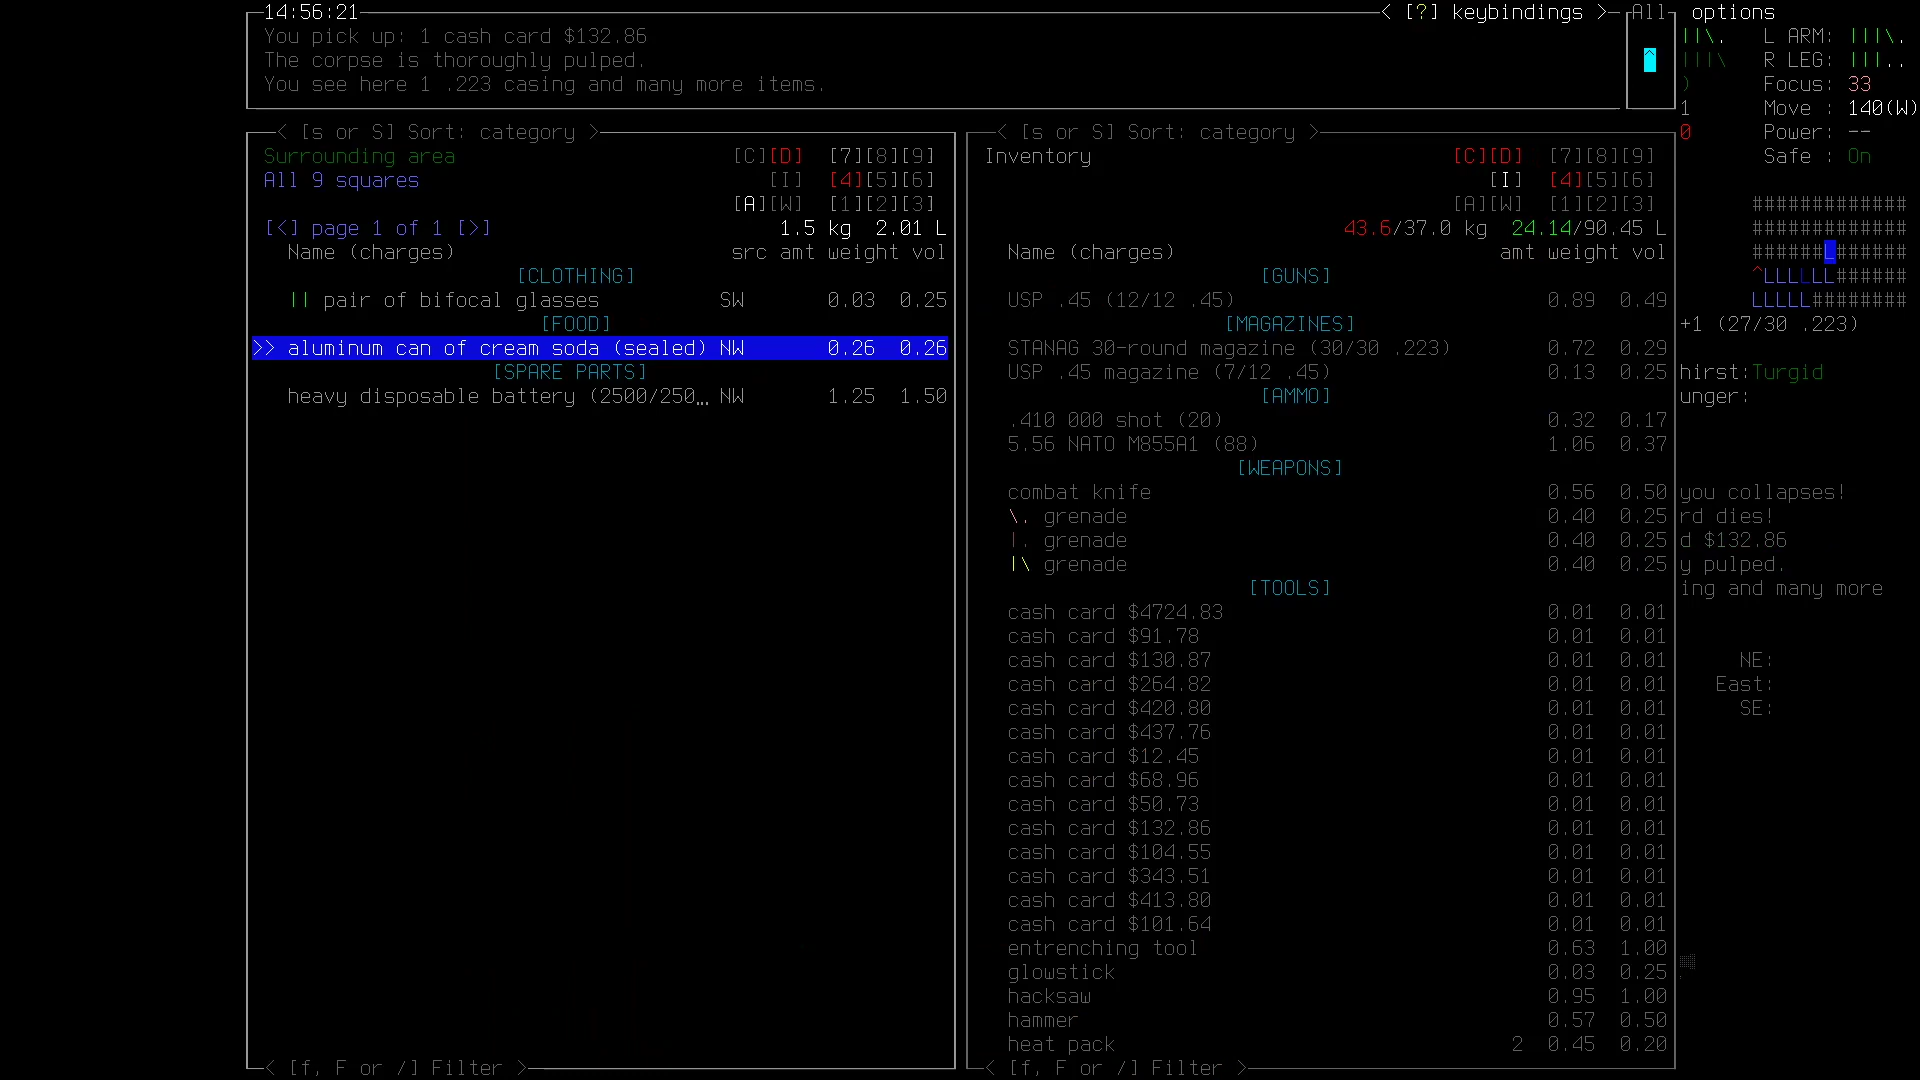 14:56:21 < [?] keybindings > All options
You pick up: 1 cash card $132.86
The corpse is thoroughly pulped.
You see here 1 .223 casing and many more items.
^
||\. L ARM: |||\.
|||\ R LEG: |||..
) Focus: 33
1 Move : 140(W)
0 Power: --
Safe : On
< [s or S] Sort: category >
Surrounding area [C][D] [7][8][9]
All 9 squares [I] [4][5][6]
[A][W] [1][2][3]
[<] page 1 of 1 [>] 1.5 kg 2.01 L
Name (charges) src amt weight vol
[CLOTHING]
|| pair of bifocal glasses SW 0.03 0.25
[FOOD]
>> aluminum can of cream soda (sealed) NW 0.26 0.26
[SPARE PARTS]
heavy disposable battery (2500/250… NW 1.25 1.50
< [f, F or /] Filter >
< [s or S] Sort: category >
Inventory [C][D] [7][8][9]
[I] [4][5][6]
[A][W] [1][2][3]
43.6/37.0 kg 24.14/90.45 L
Name (charges) amt weight vol
[GUNS]
USP .45 (12/12 .45) 0.89 0.49
[MAGAZINES]
STANAG 30-round magazine (30/30 .223) 0.72 0.29
USP .45 magazine (7/12 .45) 0.13 0.25
[AMMO]
.410 000 shot (20) 0.32 0.17
5.56 NATO M855A1 (88) 1.06 0.37
[WEAPONS]
combat knife 0.56 0.50
\. grenade 0.40 0.25
|. grenade 0.40 0.25
|\ grenade 0.40 0.25
[TOOLS]
cash card $4724.83 0.01 0.01
cash card $91.78 0.01 0.01
cash card $130.87 0.01 0.01
cash card $264.82 0.01 0.01
cash card $420.80 0.01 0.01
cash card $437.76 0.01 0.01
cash card $12.45 0.01 0.01
cash card $68.96 0.01 0.01
cash card $50.73 0.01 0.01
cash card $132.86 0.01 0.01
cash card $104.55 0.01 0.01
cash card $343.51 0.01 0.01
cash card $413.80 0.01 0.01
cash card $101.64 0.01 0.01
entrenching tool 0.63 1.00
glowstick 0.03 0.25
hacksaw 0.95 1.00
hammer 0.57 0.50
heat pack 2 0.45 0.20
< [f, F or /] Filter >
#############
#############
######L######
^LLLLLL######
LLLLL########
+1 (27/30 .223)
hirst:Turgid
unger:
you collapses!
rd dies!
d $132.86
y pulped.
ing and many more
NE:
East:
SE: